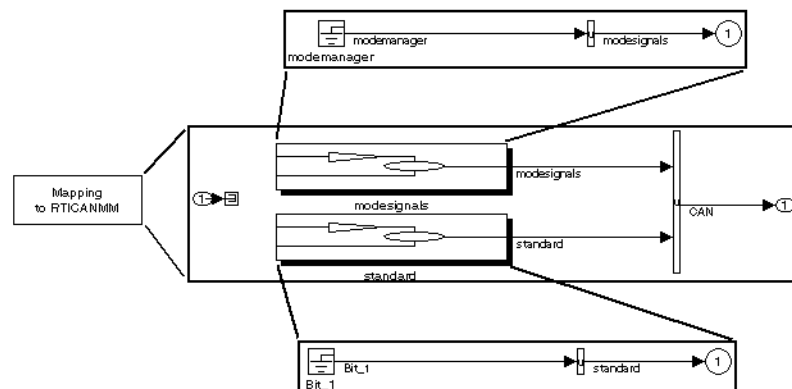 modemanager
modesignals
1
modemanager
Mapping
to RTICANMM
1
modesignals
modesignals
CAN
1
standard
standard
Bit_1
standard
1
Bit_1